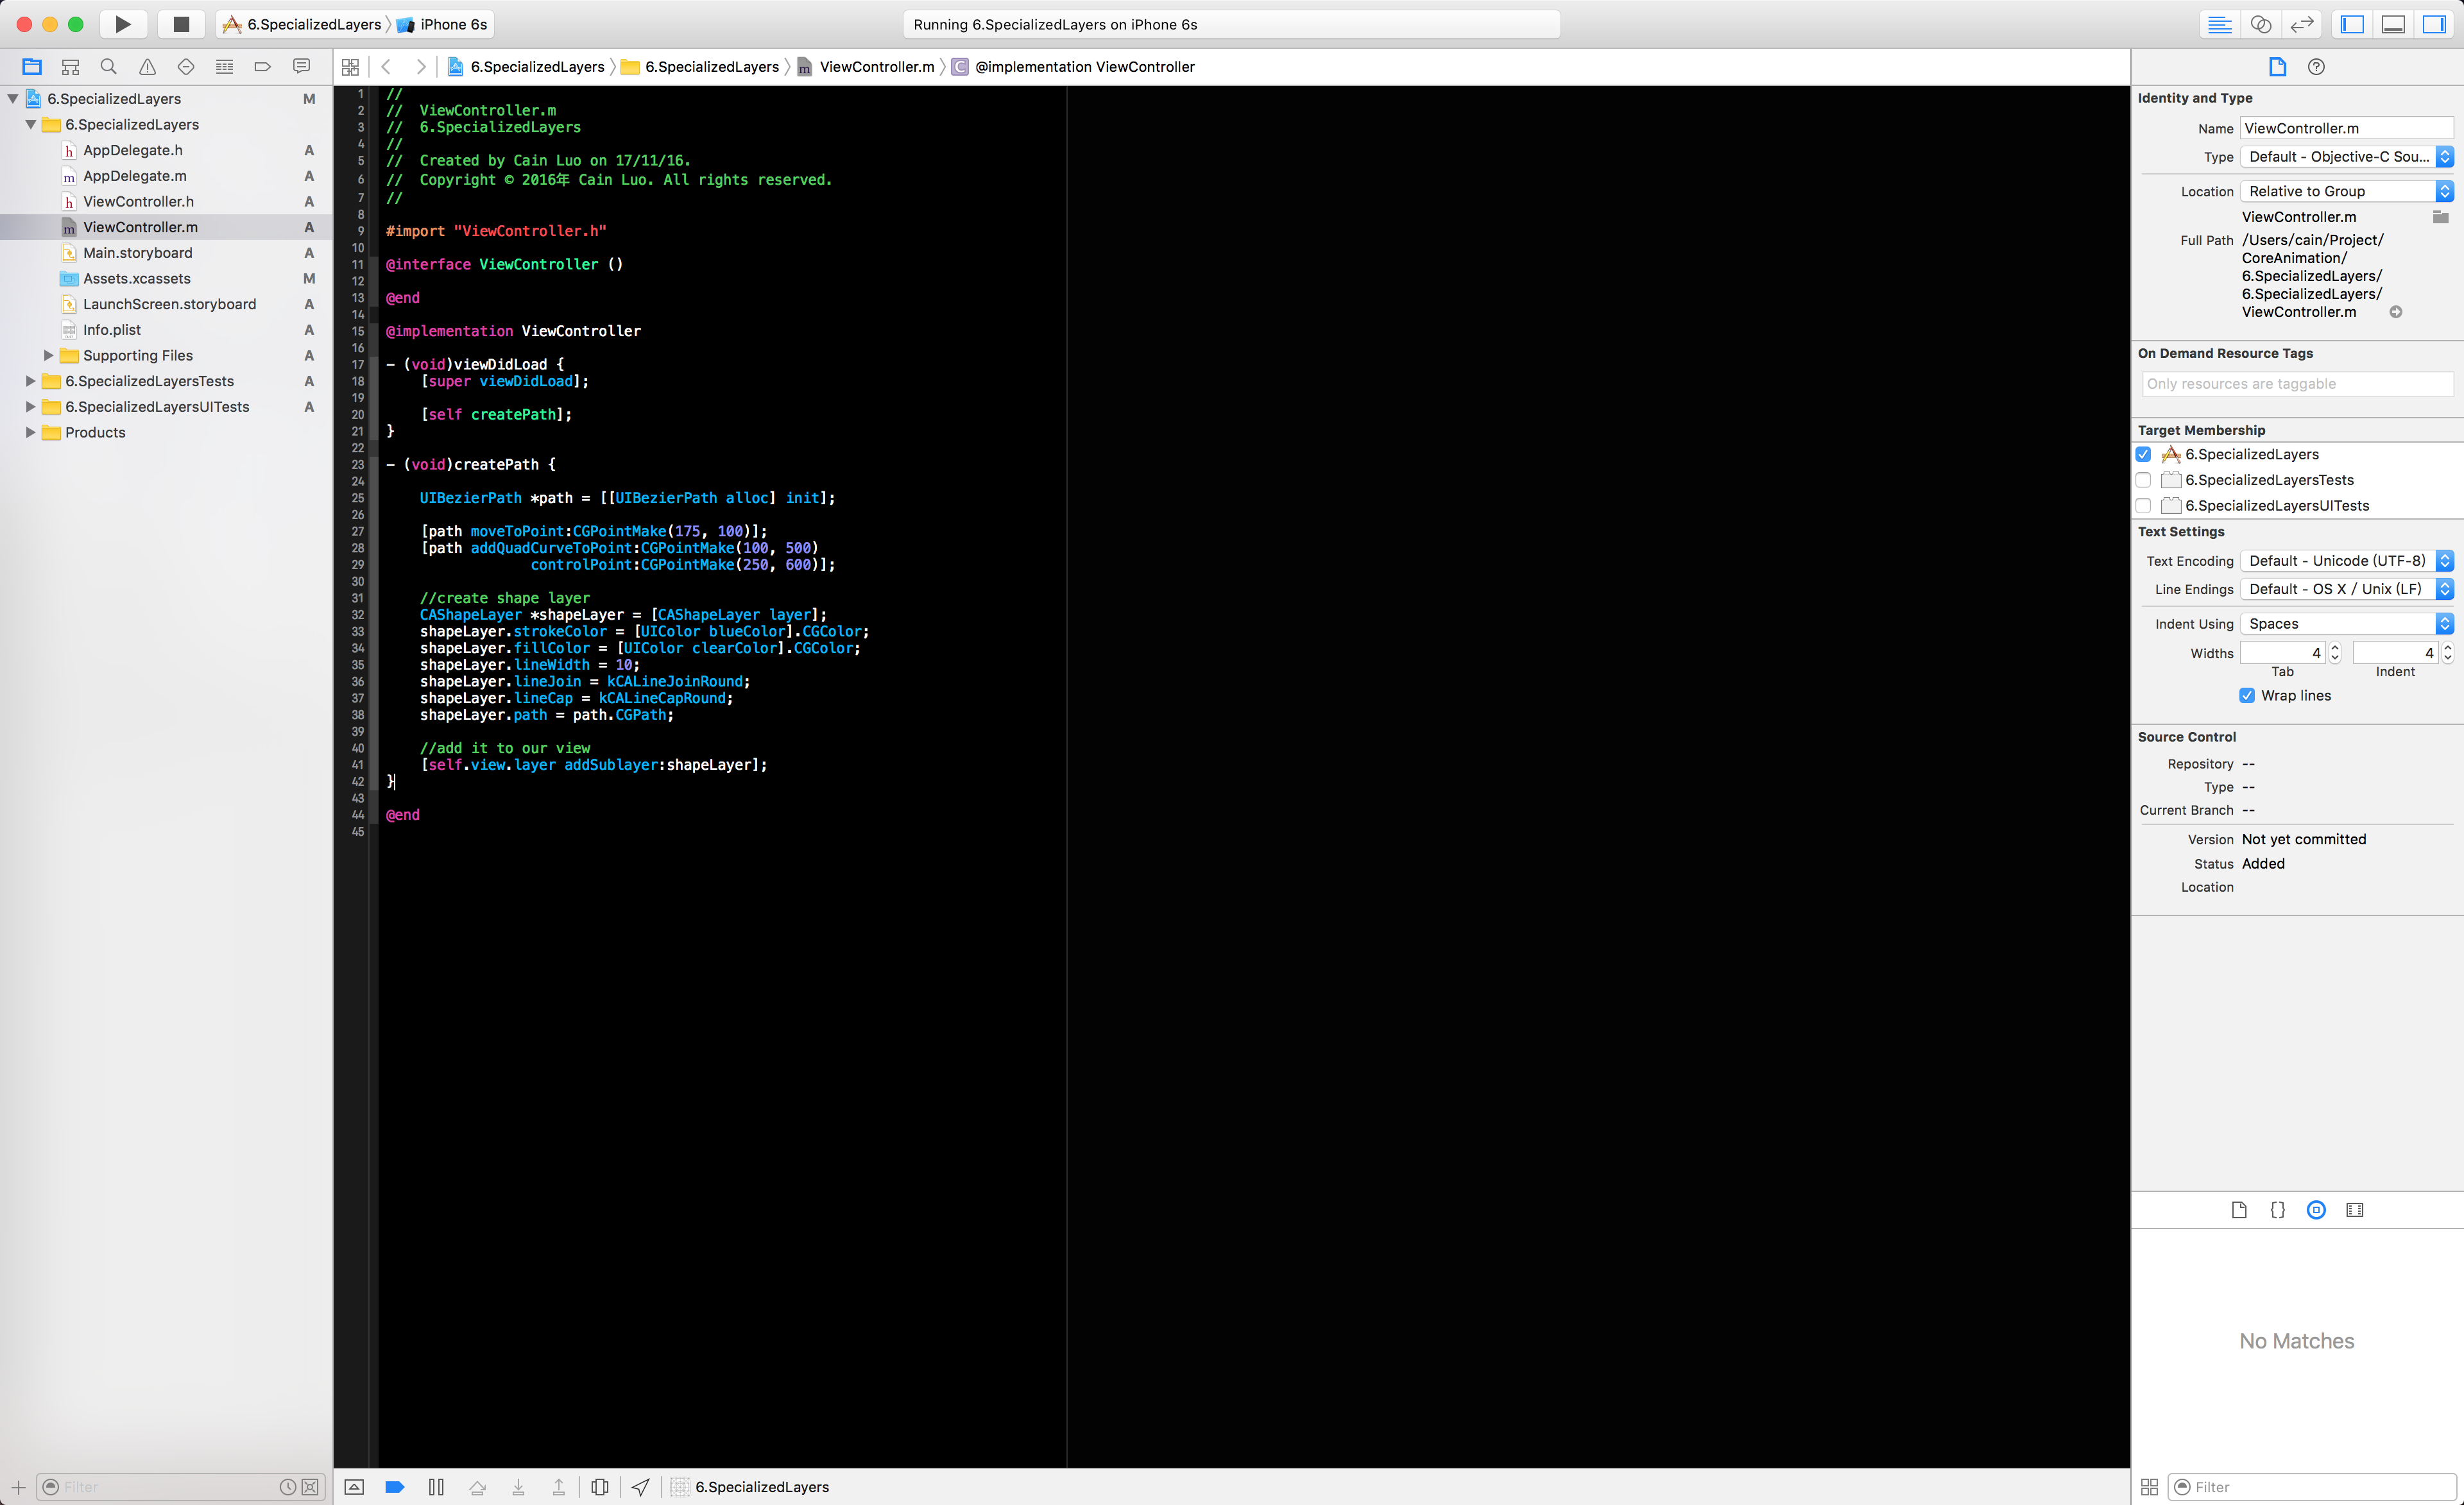 6.SpecializedLayers iPhone 6s
Running 6.SpecializedLayers on iPhone 6s
6.SpecializedLayers 6.SpecializedLayers m ViewController.m C @implementation ViewController
6.SpecializedLayers M
6.SpecializedLayers
h AppDelegate.h A
m AppDelegate.m A
h ViewController.h A
m ViewController.m A
Main.storyboard A
Assets.xcassets M
LaunchScreen.storyboard A
Info.plist A
Supporting Files A
6.SpecializedLayersTests A
6.SpecializedLayersUITests A
Products
Filter
1 //
2 //  ViewController.m
3 //  6.SpecializedLayers
4 //
5 //  Created by Cain Luo on 17/11/16.
6 //  Copyright © 2016年 Cain Luo. All rights reserved.
7 //
8
9 #import "ViewController.h"
10
11 @interface ViewController ()
12
13 @end
14
15 @implementation ViewController
16
17 - (void)viewDidLoad {
18     [super viewDidLoad];
19
20     [self createPath];
21 }
22
23 - (void)createPath {
24
25     UIBezierPath *path = [[UIBezierPath alloc] init];
26
27     [path moveToPoint:CGPointMake(175, 100)];
28     [path addQuadCurveToPoint:CGPointMake(100, 500)
29                  controlPoint:CGPointMake(250, 600)];
30
31     //create shape layer
32     CAShapeLayer *shapeLayer = [CAShapeLayer layer];
33     shapeLayer.strokeColor = [UIColor blueColor].CGColor;
34     shapeLayer.fillColor = [UIColor clearColor].CGColor;
35     shapeLayer.lineWidth = 10;
36     shapeLayer.lineJoin = kCALineJoinRound;
37     shapeLayer.lineCap = kCALineCapRound;
38     shapeLayer.path = path.CGPath;
39
40     //add it to our view
41     [self.view.layer addSublayer:shapeLayer];
42 }
43
44 @end
45
6.SpecializedLayers
Identity and Type
Name ViewController.m
Type Default - Objective-C Sou...
Location Relative to Group
ViewController.m
Full Path /Users/cain/Project/
CoreAnimation/
6.SpecializedLayers/
6.SpecializedLayers/
ViewController.m
On Demand Resource Tags
Only resources are taggable
Target Membership
6.SpecializedLayers
6.SpecializedLayersTests
6.SpecializedLayersUITests
Text Settings
Text Encoding Default - Unicode (UTF-8)
Line Endings Default - OS X / Unix (LF)
Indent Using Spaces
Widths 4 4
Tab Indent
Wrap lines
Source Control
Repository --
Type --
Current Branch --
Version Not yet committed
Status Added
Location
{}
No Matches
Filter